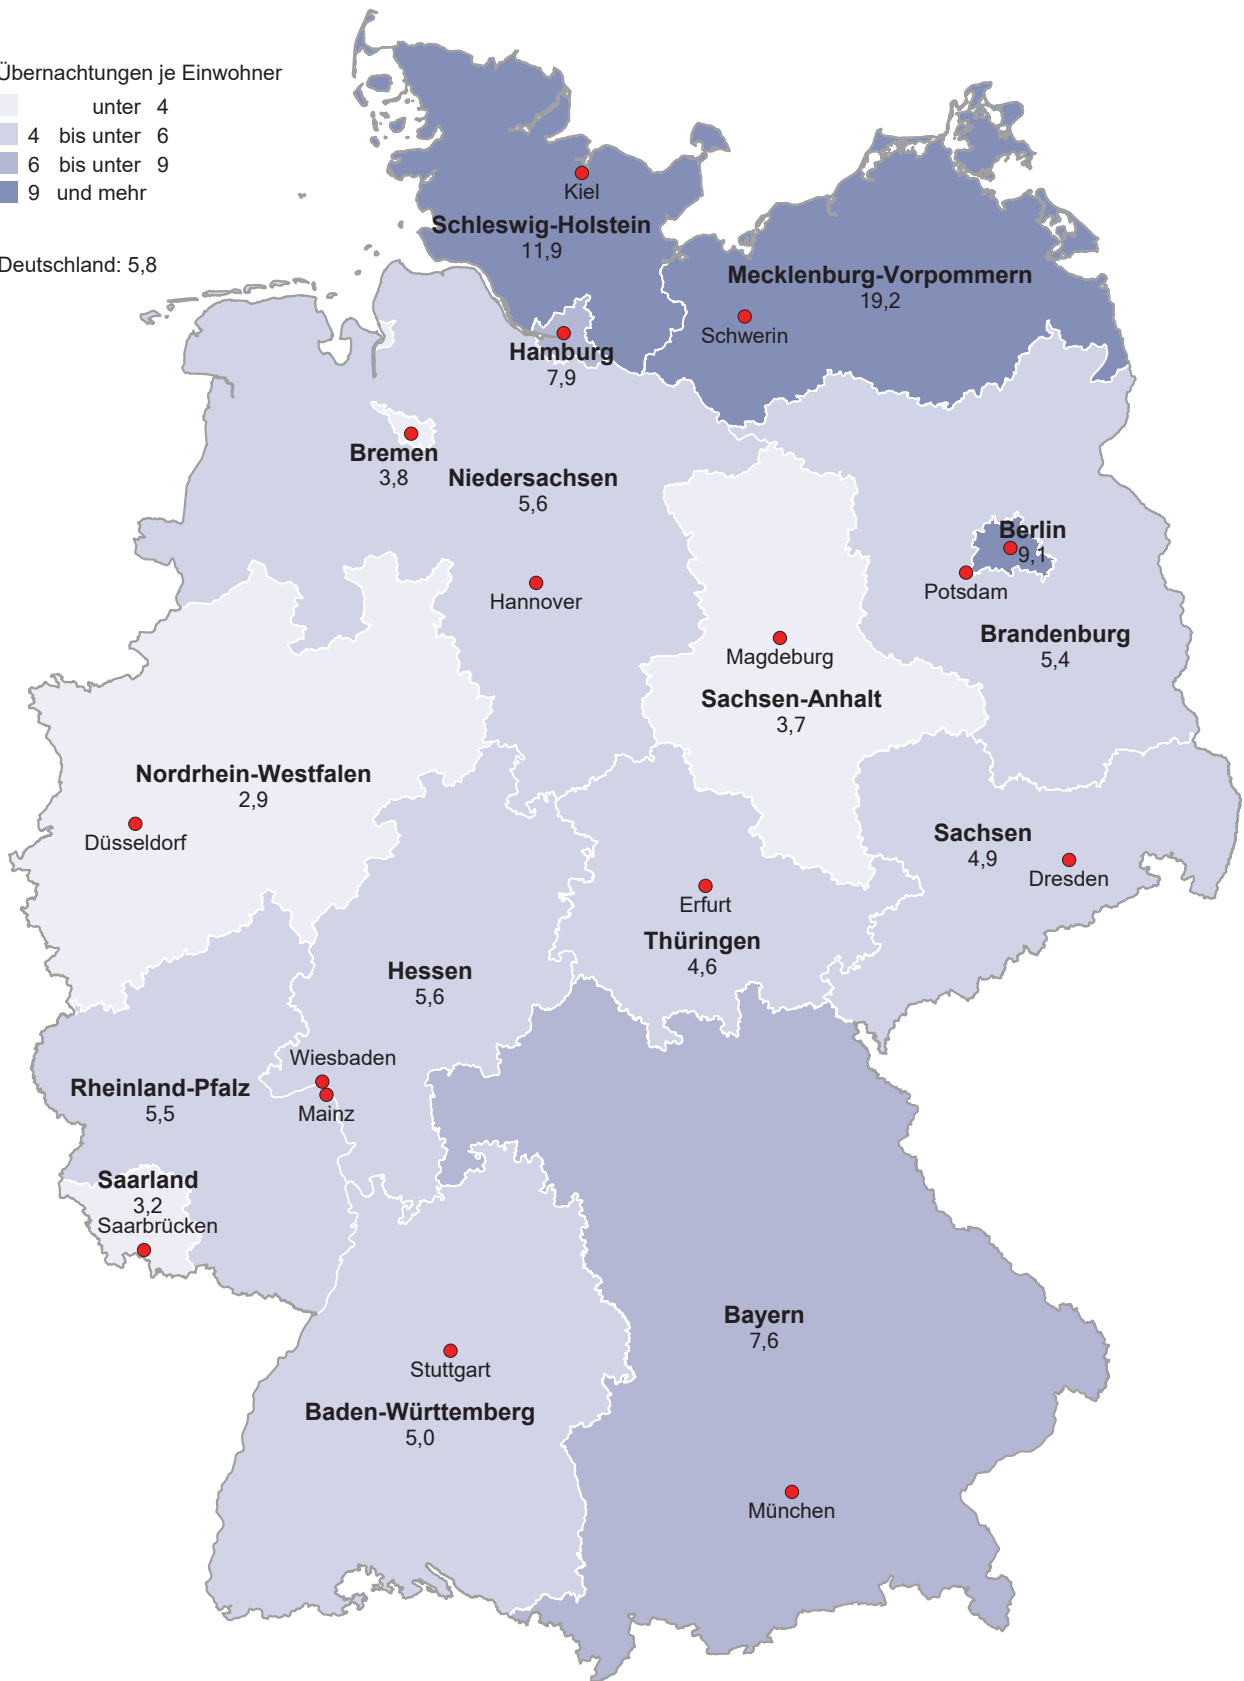 Übernachtungen je Einwohner
unter 4
4 bis unter 6
6 bis unter 9
9 und mehr
Deutschland: 5,8
Kiel
Schleswig-Holstein
11,9
Mecklenburg-Vorpommern
19,2
Schwerin
Hamburg
7,9
Bremen
3,8
Niedersachsen
5,6
Hannover
Berlin
9,1
Potsdam
Brandenburg
5,4
Magdeburg
Sachsen-Anhalt
3,7
Nordrhein-Westfalen
2,9
Düsseldorf
Sachsen
4,9
Dresden
Erfurt
Thüringen
4,6
Hessen
5,6
Wiesbaden
Mainz
Rheinland-Pfalz
5,5
Saarland
3,2
Saarbrücken
Bayern
7,6
Stuttgart
Baden-Württemberg
5,0
München